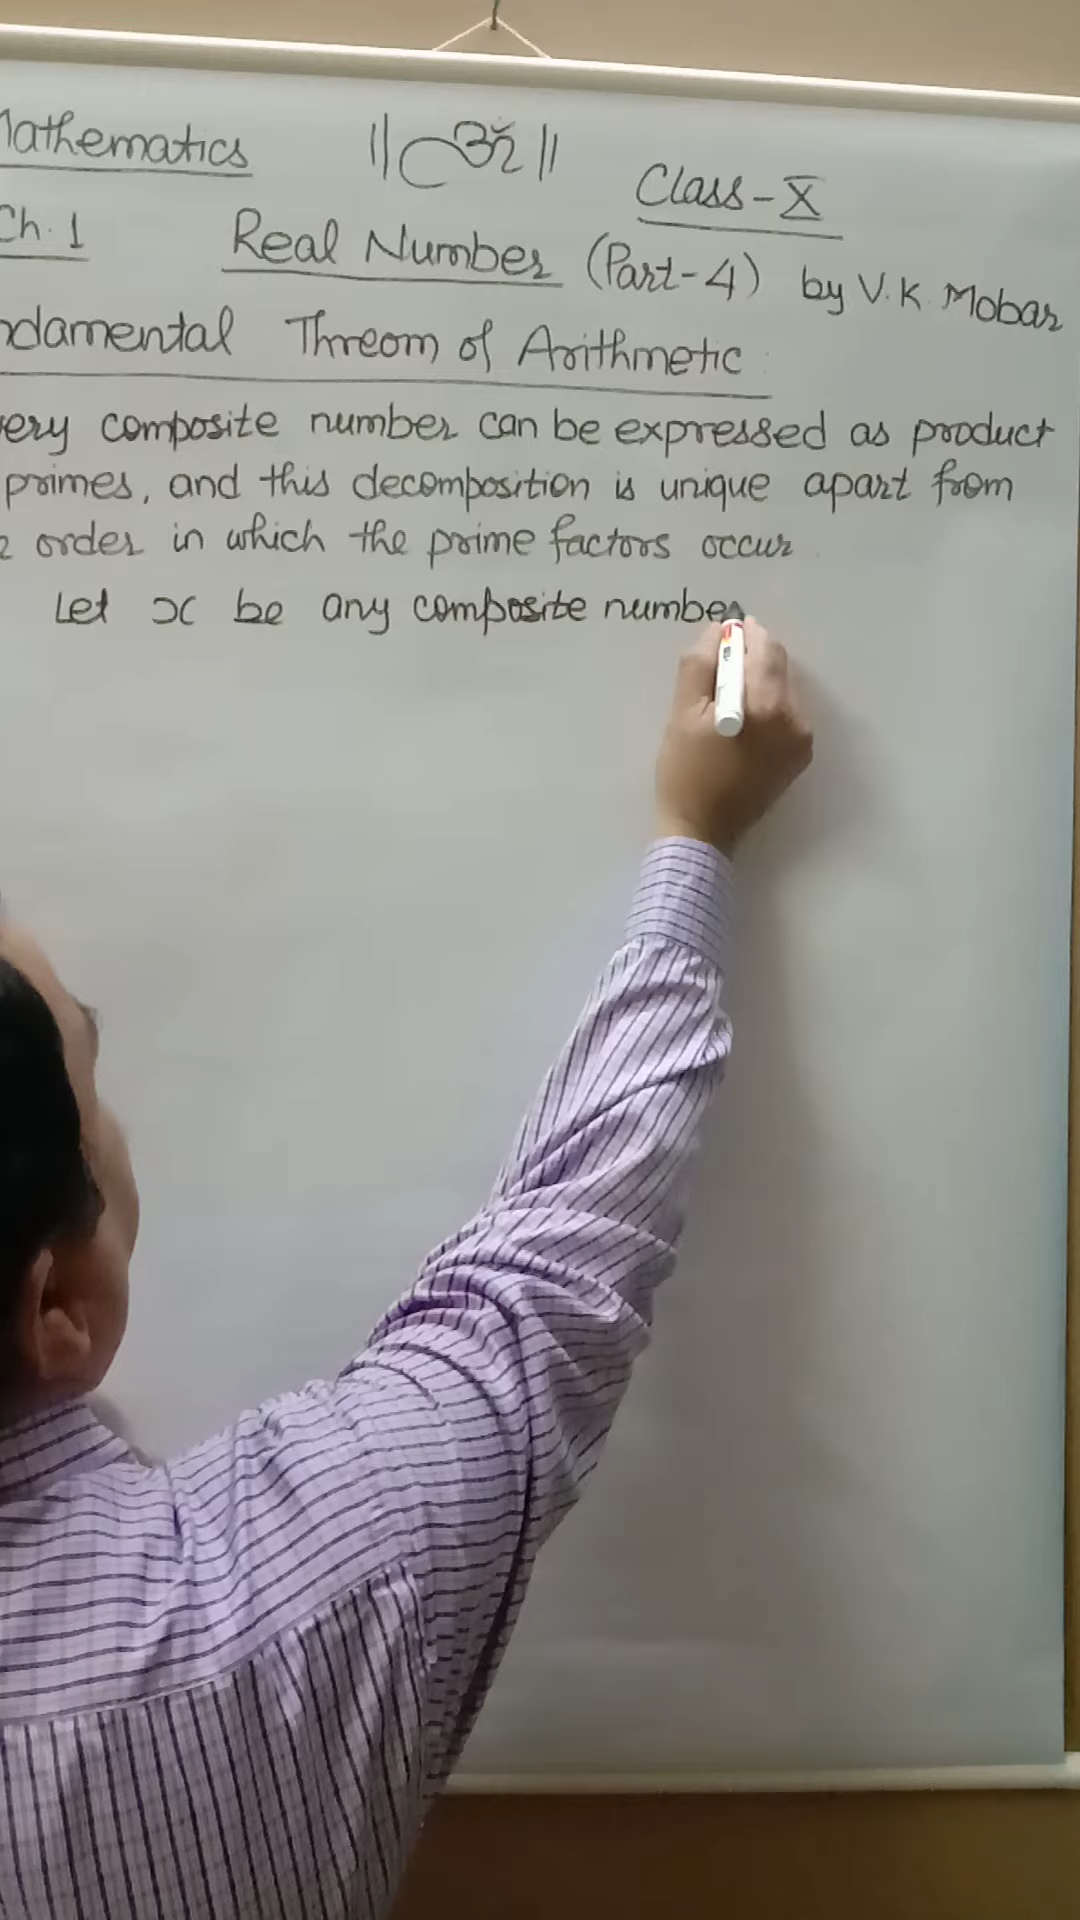 Mathematics ॥ ॐ ॥ Class-X
Ch. 1 Real Number (Part-4) by V.K. Mobar
ndamental Threom of Arithmetic :
very composite number can be expressed as product
primes, and this decomposition is unique apart from
order in which the prime factors occur
Let x be any composite number